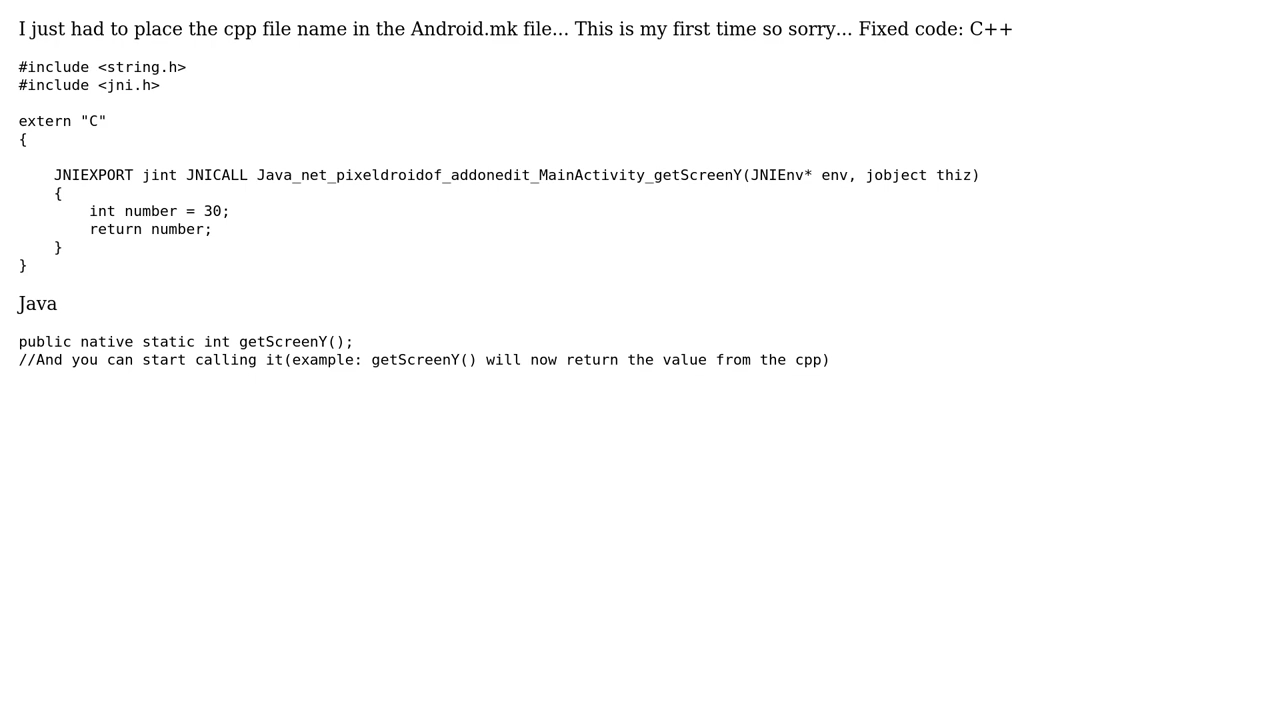 I just had to place the cpp file name in the Android.mk file... This is my first time so sorry... Fixed code: C++
#include <string.h>
#include <jni.h>
extern "C"
{
    JNIEXPORT jint JNICALL Java_net_pixeldroidof_addonedit_MainActivity_getScreenY(JNIEnv* env, jobject thiz)
    {
        int number = 30;
        return number;
    }
}
Java
public native static int getScreenY();
//And you can start calling it(example: getScreenY() will now return the value from the cpp)